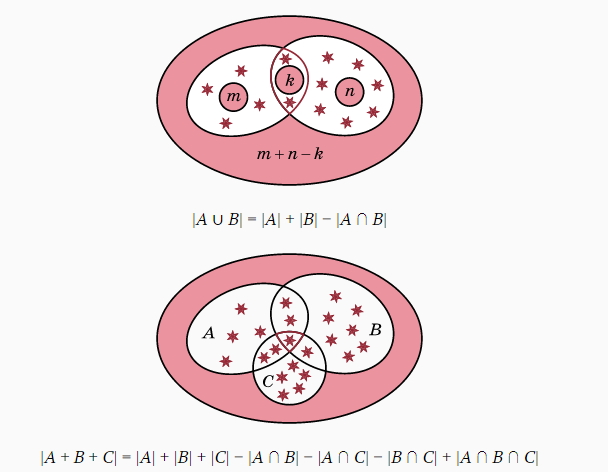 m k n
m + n − k
|A ∪ B| = |A| + |B| − |A ∩ B|
A B
C
|A + B + C| = |A| + |B| + |C| − |A ∩ B| − |A ∩ C| − |B ∩ C| + |A ∩ B ∩ C|